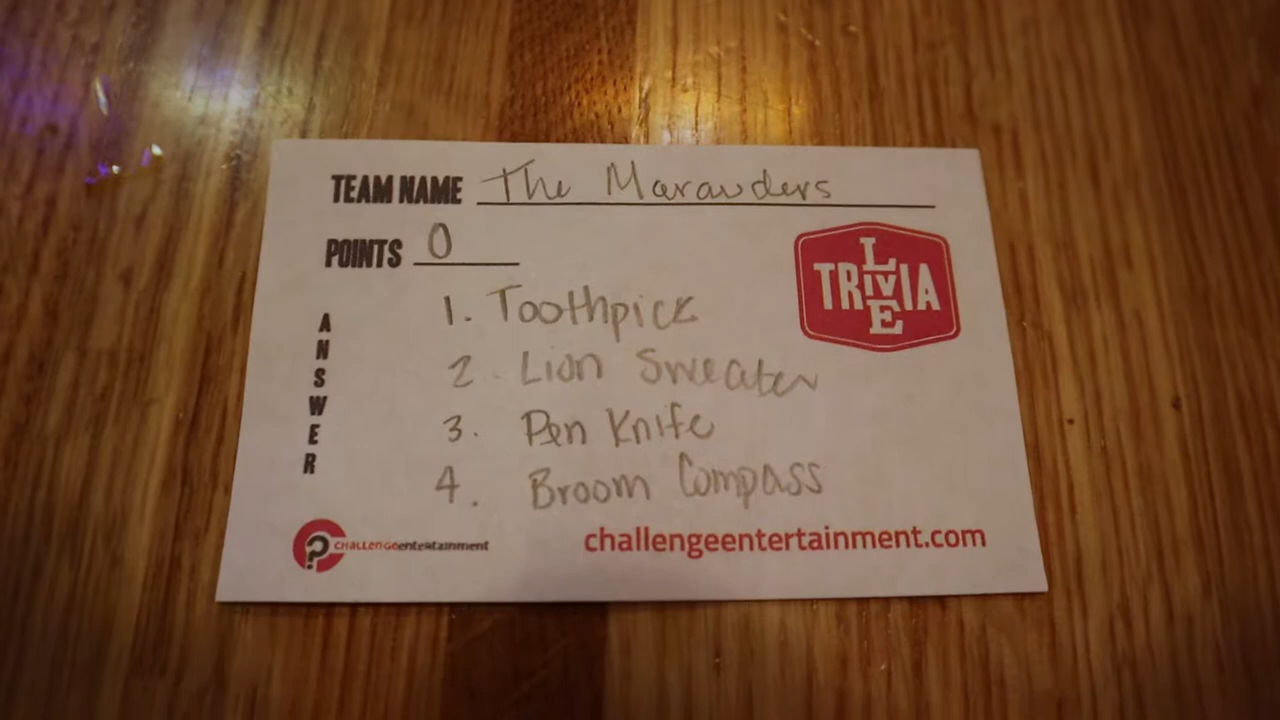 TEAM NAME The Marauders
POINTS 0
TRIVIA
LIVE
ANSWER
1. Toothpick
2. Lion Sweater
3. Pen Knife
4. Broom Compass
? CHALLENGEentertainment
challengeentertainment.com